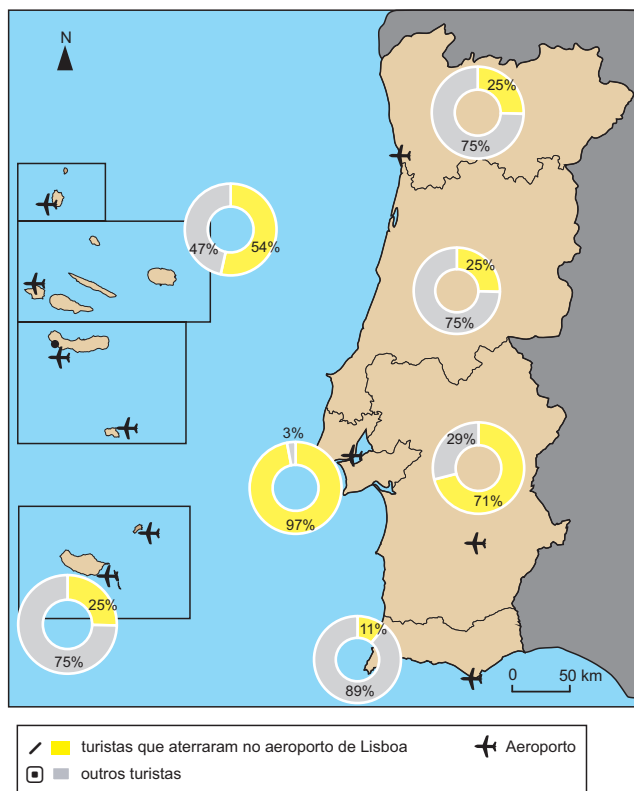 N
25%
75%
47%
54%
25%
75%
3%
97%
29%
71%
25%
75%
11%
89%
0 50 km
turistas que aterraram no aeroporto de Lisboa
Aeroporto
outros turistas